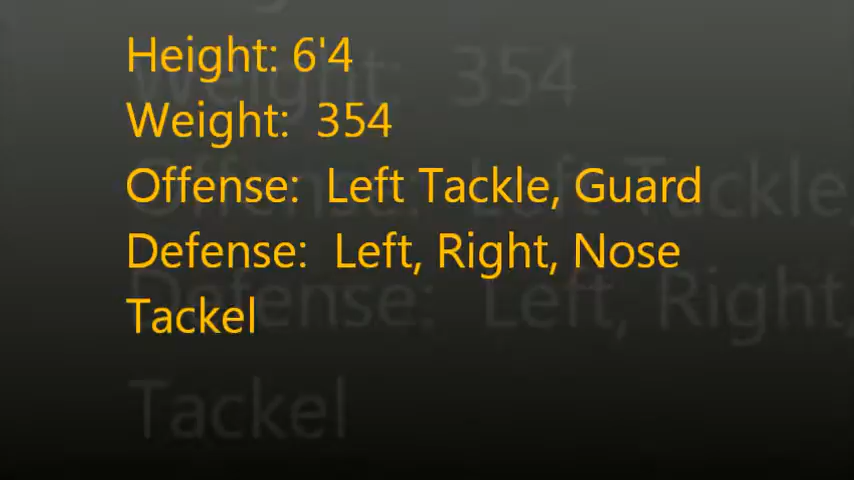 Height: 6'4
Weight:  354
Offense:  Left Tackle, Guard
Defense:  Left, Right, Nose
Tackel